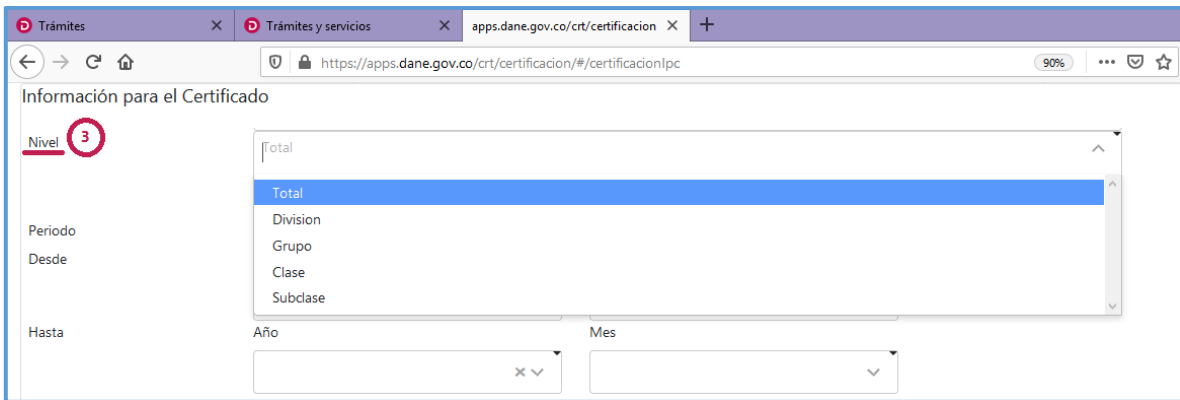 Trámites
Trámites y servicios
apps.dane.gov.co/crt/certificacion
https://apps.dane.gov.co/crt/certificacion/#/certificacionIpc
90%
Información para el Certificado
Nivel 3
Total
Total
Division
Grupo
Clase
Subclase
Periodo
Desde
Hasta Año Mes